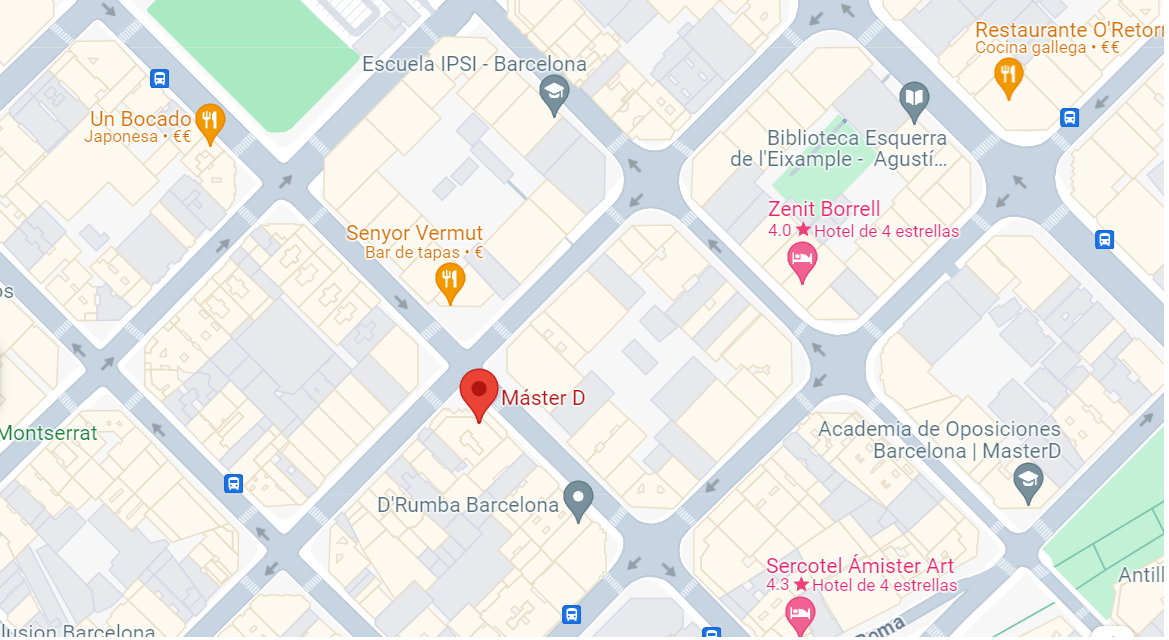 Restaurante O'Retorn
Cocina gallega • €€
Escuela IPSI - Barcelona
Un Bocado
Japonesa • €€
Biblioteca Esquerra
de l'Eixample - Agustí...
Zenit Borrell
4.0 ★ Hotel de 4 estrellas
Senyor Vermut
Bar de tapas • €
os
Máster D
Montserrat
Academia de Oposiciones
Barcelona | MasterD
D'Rumba Barcelona
Sercotel Ámister Art
4.3 ★ Hotel de 4 estrellas
Antill
Roma
lusion Barcelona